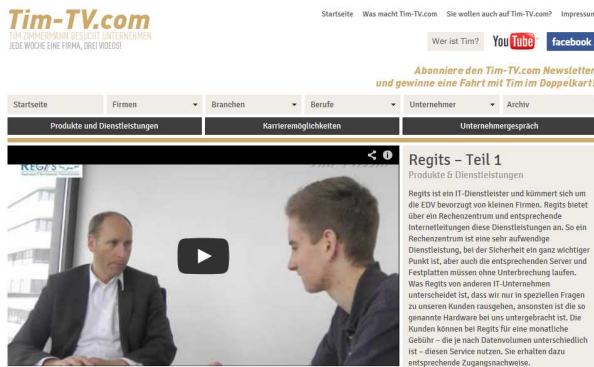 Tim-TV.com
TIM ZIMMERMANN BESUCHT UNTERNEHMEN
JEDE WOCHE EINE FIRMA, DREI VIDEOS!
Startseite Was macht Tim-TV.com Sie wollen auch auf Tim-TV.com? Impressum
Wer ist Tim? YouTube facebook
Abonniere den Tim-TV.com Newsletter
und gewinne eine Fahrt mit Tim im Doppelkart!
Startseite Firmen Branchen Berufe Unternehmer Archiv
Produkte und Dienstleistungen Karrieremöglichkeiten Unternehmergespräch
REGITS
Regits – Teil 1
Produkte & Dienstleistungen
Regits ist ein IT-Dienstleister und kümmert sich um
die EDV bevorzugt von kleinen Firmen. Regits bietet
über ein Rechenzentrum und entsprechende
Internetleitungen diese Dienstleistungen an. So ein
Rechenzentrum ist eine sehr aufwendige
Dienstleistung, bei der Sicherheit ein ganz wichtiger
Punkt ist, aber auch die entsprechenden Server und
Festplatten müssen ohne Unterbrechung laufen.
Was Regits von anderen IT-Unternehmen
unterscheidet ist, dass wir nur in speziellen Fragen
zu unseren Kunden rausgehen, ansonsten ist die so
genannte Hardware bei uns untergebracht ist. Die
Kunden können bei Regits für eine monatliche
Gebühr – die je nach Datenvolumen unterschiedlich
ist – diesen Service nutzen. Sie erhalten dazu
entsprechende Zugangsnachweise.